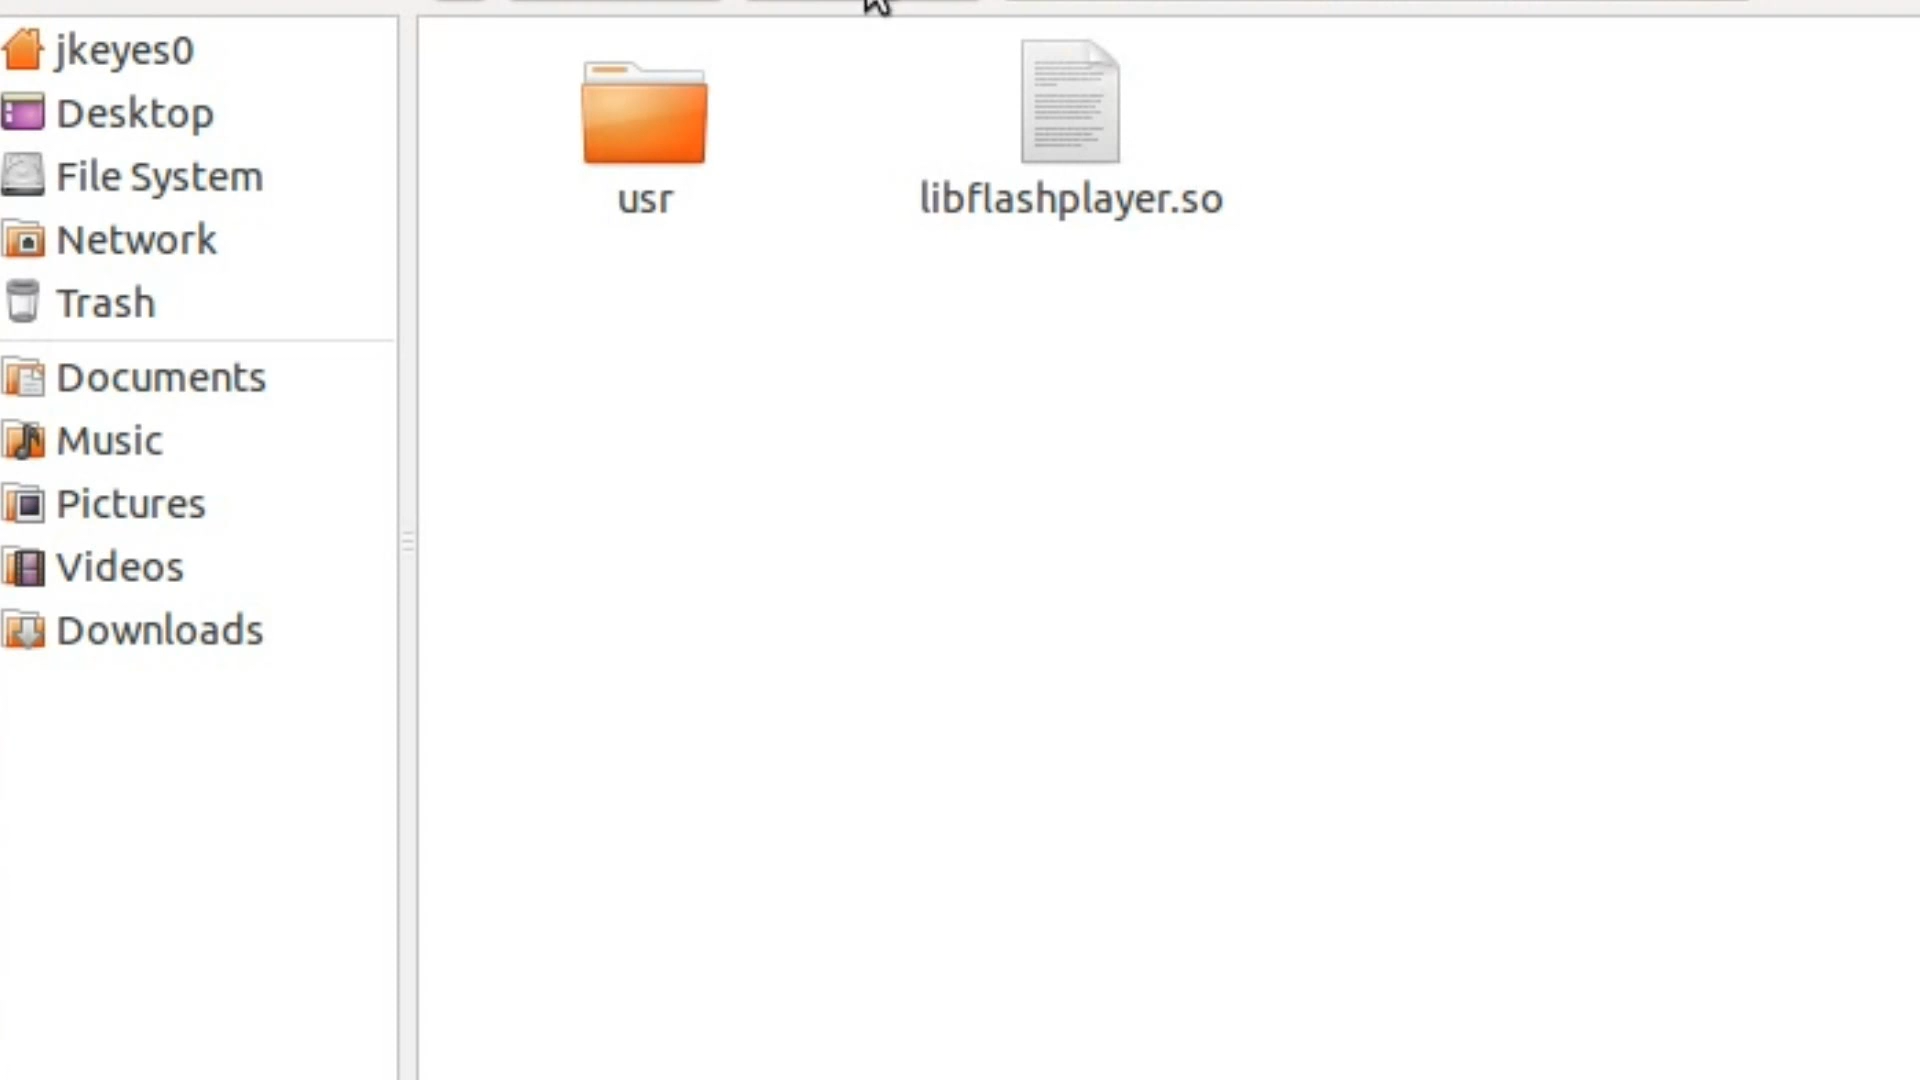 jkeyes0
Desktop
File System
Network
Trash
Documents
Music
Pictures
Videos
Downloads
usr
libflashplayer.so